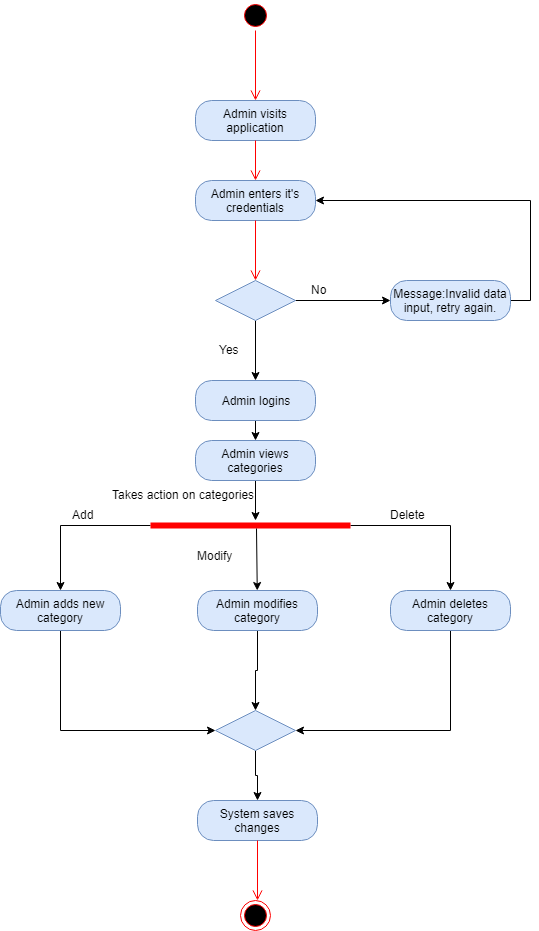 Admin visits
application
Admin enters it's
credentials
No
Message:Invalid data
input, retry again.
Yes
Admin logins
Admin views
categories
Takes action on categories
Add
Delete
Modify
Admin adds new
category
Admin modifies
category
Admin deletes
category
System saves
changes